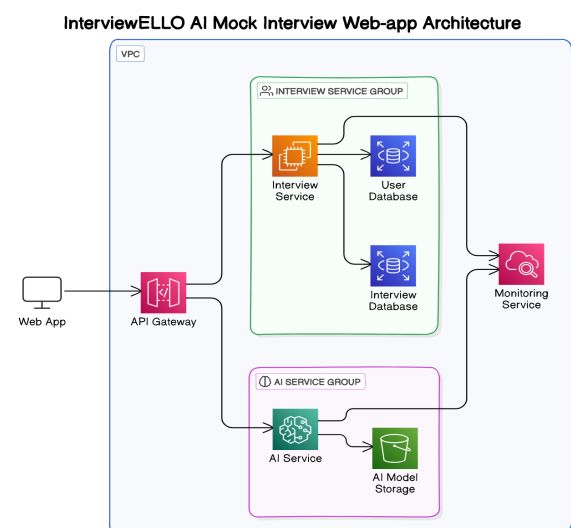 InterviewELLO AI Mock Interview Web-app Architecture
VPC
INTERVIEW SERVICE GROUP
Interview
Service
User
Database
Interview
Database
Web App
API Gateway
Monitoring
Service
AI SERVICE GROUP
AI Service
AI Model
Storage